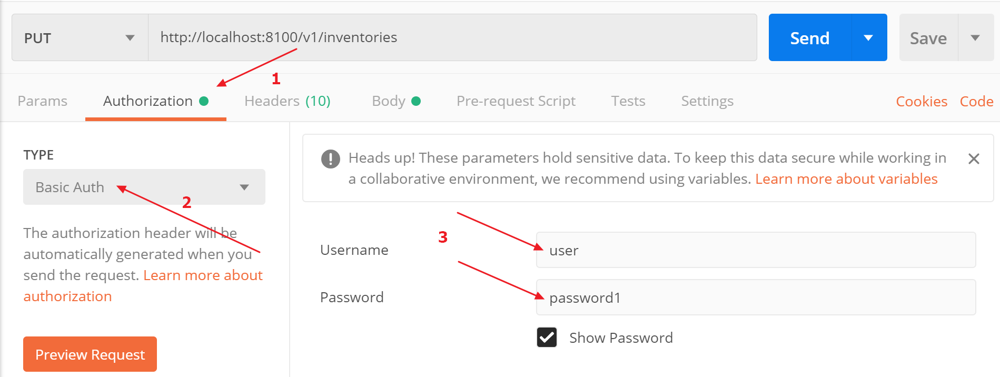 PUT
http://localhost:8100/v1/inventories
Send
Save
1
Params
Authorization
Headers (10)
Body
Pre-request Script
Tests
Settings
Cookies
Code
TYPE
Basic Auth
2
The authorization header will be
automatically generated when you
send the request. Learn more about
authorization
Preview Request
Heads up! These parameters hold sensitive data. To keep this data secure while working in
a collaborative environment, we recommend using variables. Learn more about variables
3
Username
user
Password
password1
Show Password